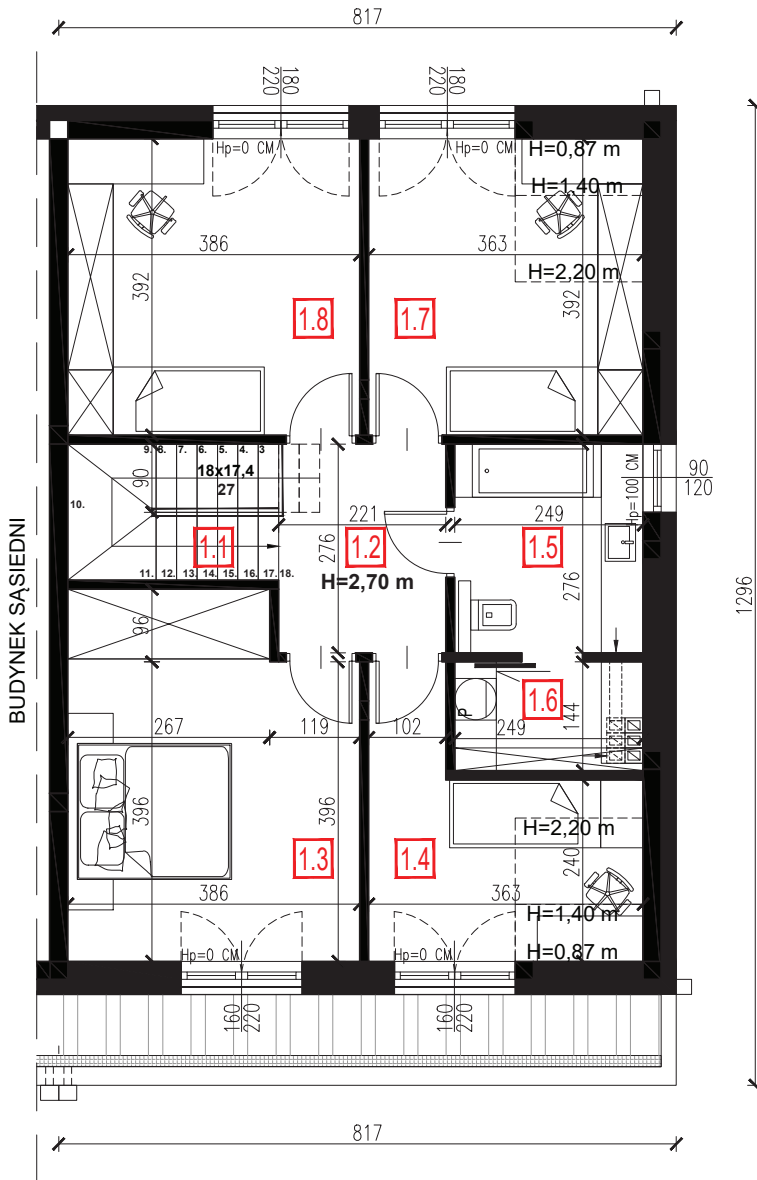 817
180
220
180
220
Hp=0 CM
Hp=0 CM
H=0,87 m
H=1,40 m
386
363
392
H=2,20 m
392
1.8
1.7
9. 8. 7. 6. 5. 4. 3
18x17,4
27
90
10.
Hp=100 CM
90
120
221
249
1.1
1.2
1.5
276
H=2,70 m
276
11. 12. 13. 14. 15. 16. 17. 18.
BUDYNEK SĄSIEDNI
1296
96
1.6
P
144
267
119
102
249
396
396
H=2,20 m
240
1.3
1.4
386
363
H=1,40 m
Hp=0 CM
Hp=0 CM
H=0,87 m
160
220
160
220
817